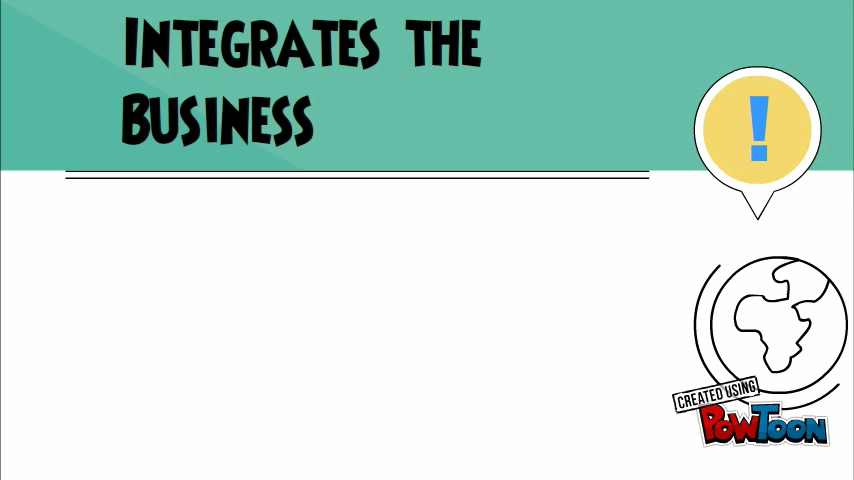 Integrates the
Business
!
CREATED USING
PowToon